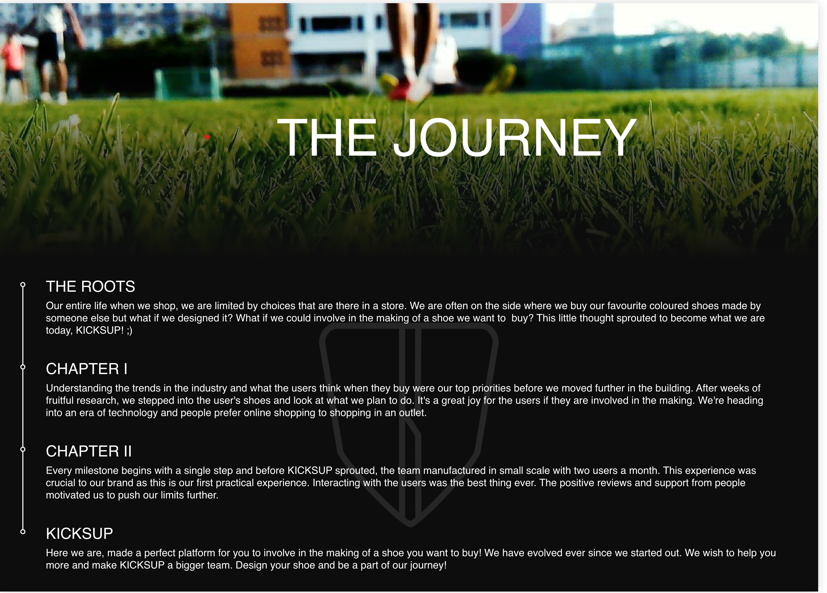 THE JOURNEY
THE ROOTS
Our entire life when we shop, we are limited by choices that are there in a store. We are often on the side where we buy our favourite coloured shoes made by
someone else but what if we designed it? What if we could involve in the making of a shoe we want to  buy? This little thought sprouted to become what we are
today, KICKSUP! ;)
CHAPTER I
Understanding the trends in the industry and what the users think when they buy were our top priorities before we moved further in the building. After weeks of
fruitful research, we stepped into the user's shoes and look at what we plan to do. It's a great joy for the users if they are involved in the making. We're heading
into an era of technology and people prefer online shopping to shopping in an outlet.
CHAPTER II
Every milestone begins with a single step and before KICKSUP sprouted, the team manufactured in small scale with two users a month. This experience was
crucial to our brand as this is our first practical experience. Interacting with the users was the best thing ever. The positive reviews and support from people
motivated us to push our limits further.
KICKSUP
Here we are, made a perfect platform for you to involve in the making of a shoe you want to buy! We have evolved ever since we started out. We wish to help you
more and make KICKSUP a bigger team. Design your shoe and be a part of our journey!